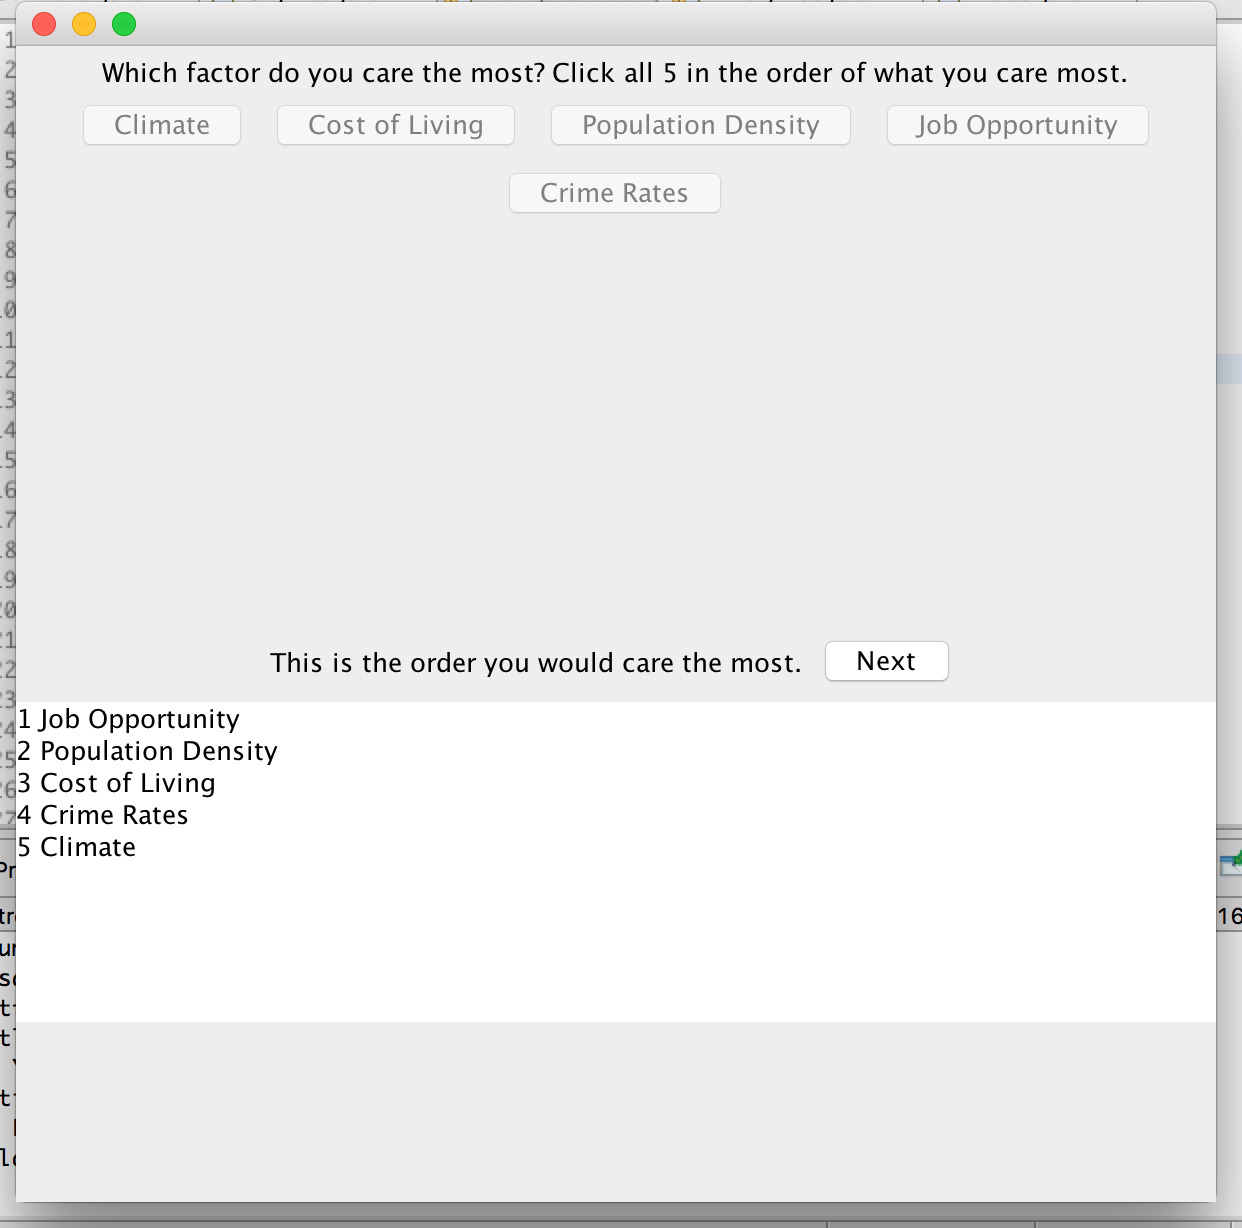 Which factor do you care the most? Click all 5 in the order of what you care most.
Climate Cost of Living Population Density Job Opportunity
Crime Rates
This is the order you would care the most. Next
1 Job Opportunity
2 Population Density
3 Cost of Living
4 Crime Rates
5 Climate
16